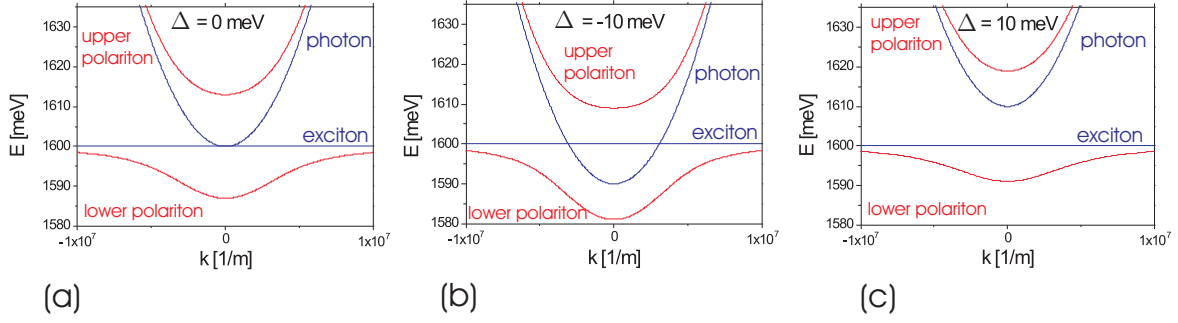 Δ = 0 meV
upper
polariton
photon
exciton
lower polariton
E [meV]
1630
1620
1610
1600
1590
1580
-1x10⁷
0
1x10⁷
k [1/m]
(a)
Δ = -10 meV
upper
polariton
photon
exciton
lower polariton
E [meV]
1630
1620
1610
1600
1590
1580
-1x10⁷
0
1x10⁷
k [1/m]
(b)
Δ = 10 meV
upper
polariton
photon
exciton
lower polariton
E [meV]
1630
1620
1610
1600
1590
1580
-1x10⁷
0
1x10⁷
k [1/m]
(c)